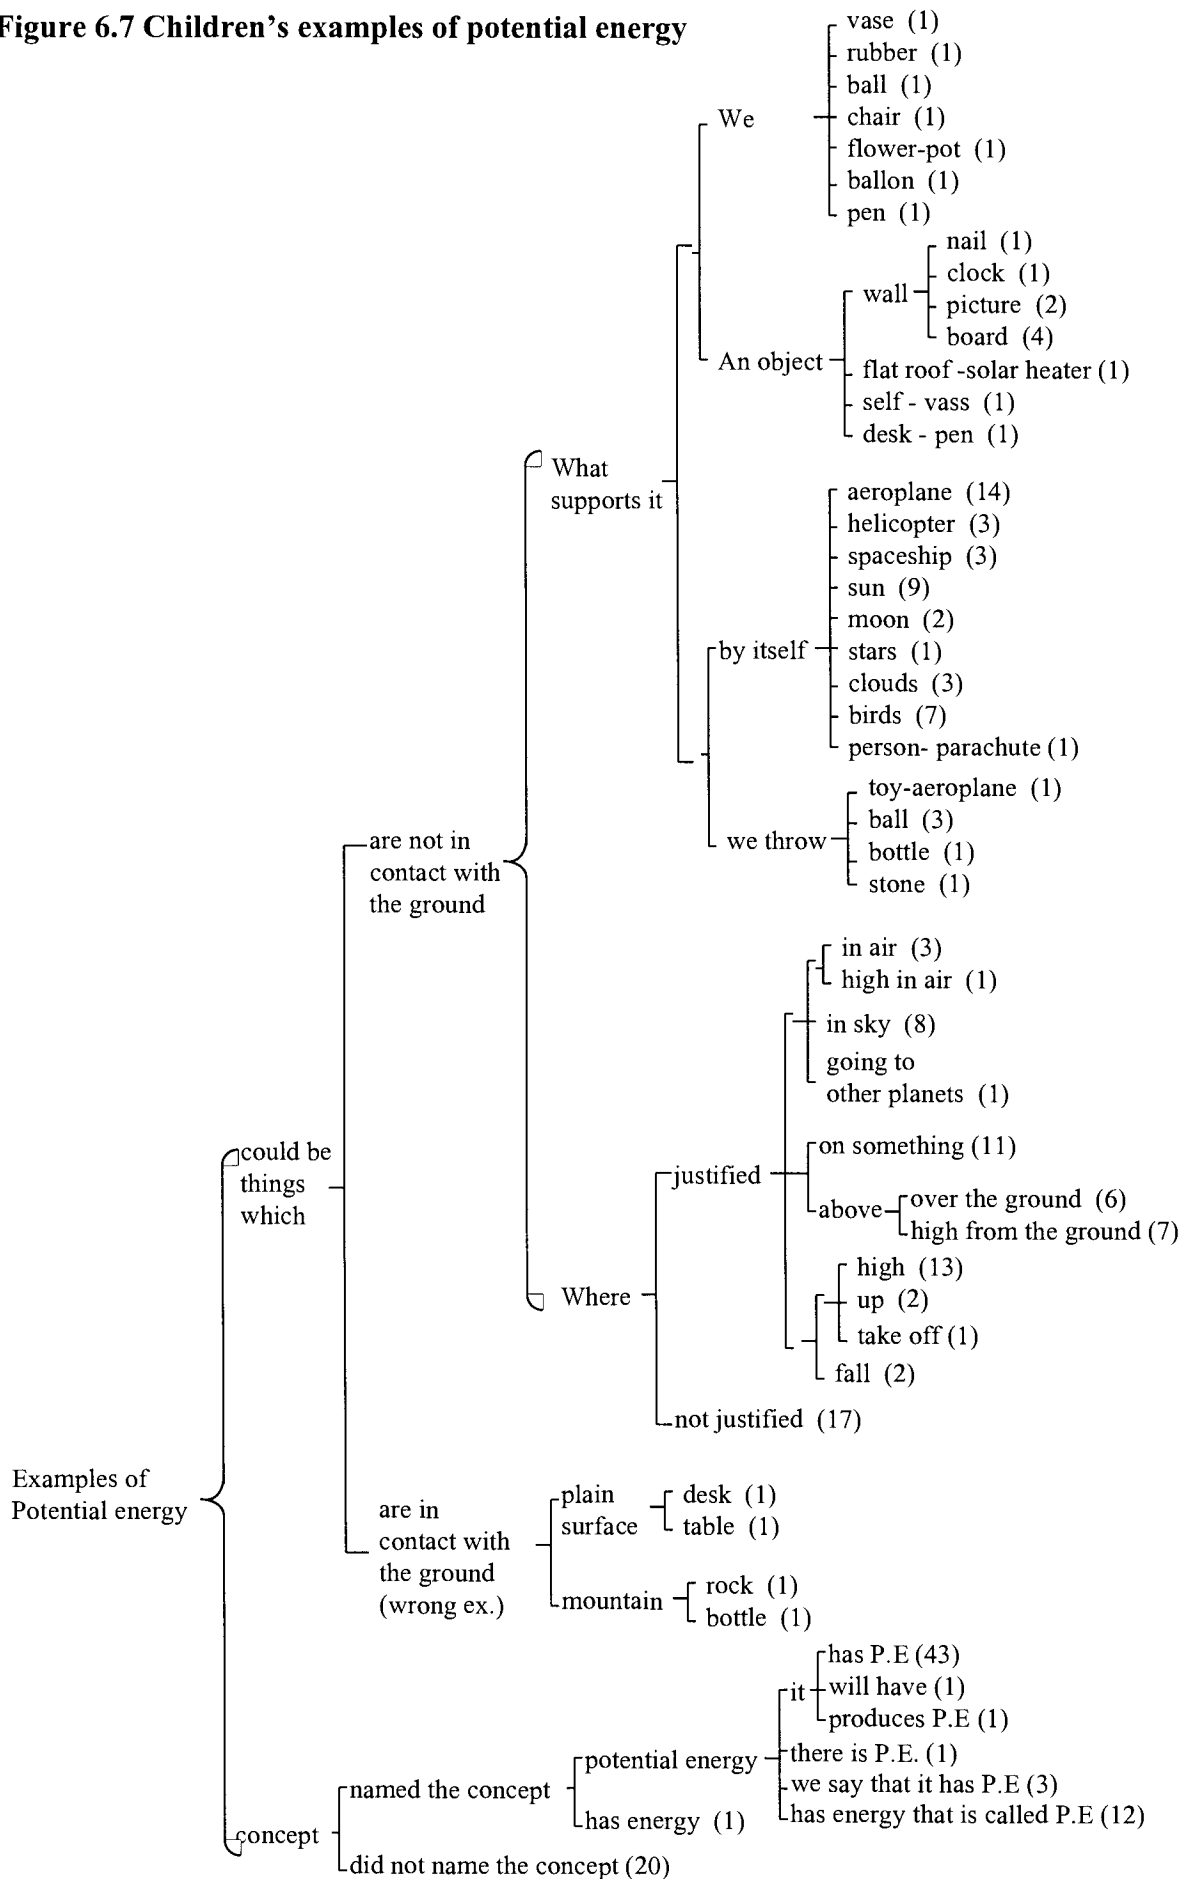 Figure 6.7 Children's examples of potential energy
vase (1)
rubber (1)
ball (1)
We
chair (1)
flower-pot (1)
ballon (1)
pen (1)
nail (1)
clock (1)
wall
picture (2)
board (4)
An object
flat roof -solar heater (1)
self - vass (1)
desk - pen (1)
What
supports it
aeroplane (14)
helicopter (3)
spaceship (3)
sun (9)
moon (2)
by itself
stars (1)
clouds (3)
birds (7)
person- parachute (1)
toy-aeroplane (1)
ball (3)
we throw
bottle (1)
stone (1)
are not in
contact with
the ground
in air (3)
high in air (1)
in sky (8)
going to
other planets (1)
could be
things
which
on something (11)
justified
above
over the ground (6)
high from the ground (7)
high (13)
Where
up (2)
take off (1)
fall (2)
not justified (17)
Examples of
Potential energy
are in
contact with
the ground
(wrong ex.)
plain
surface
desk (1)
table (1)
mountain
rock (1)
bottle (1)
has P.E (43)
it
will have (1)
produces P.E (1)
potential energy
there is P.E. (1)
we say that it has P.E (3)
has energy that is called P.E (12)
named the concept
has energy (1)
concept
did not name the concept (20)